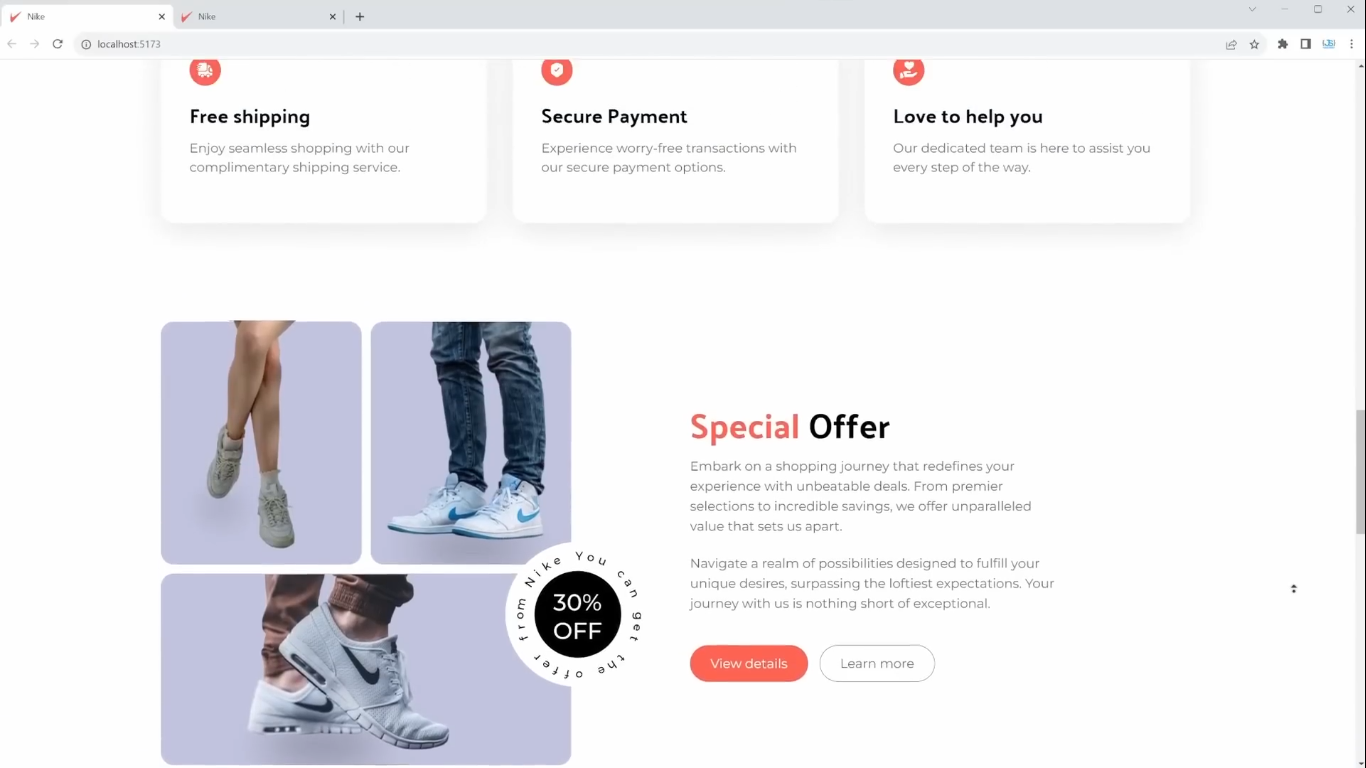 Nike
Nike
localhost:5173
Free shipping
Enjoy seamless shopping with our
complimentary shipping service.
Secure Payment
Experience worry-free transactions with
our secure payment options.
Love to help you
Our dedicated team is here to assist you
every step of the way.
You can get the offer from Nike
30%
OFF
Special Offer
Embark on a shopping journey that redefines your
experience with unbeatable deals. From premier
selections to incredible savings, we offer unparalleled
value that sets us apart.
Navigate a realm of possibilities designed to fulfill your
unique desires, surpassing the loftiest expectations. Your
journey with us is nothing short of exceptional.
View details
Learn more